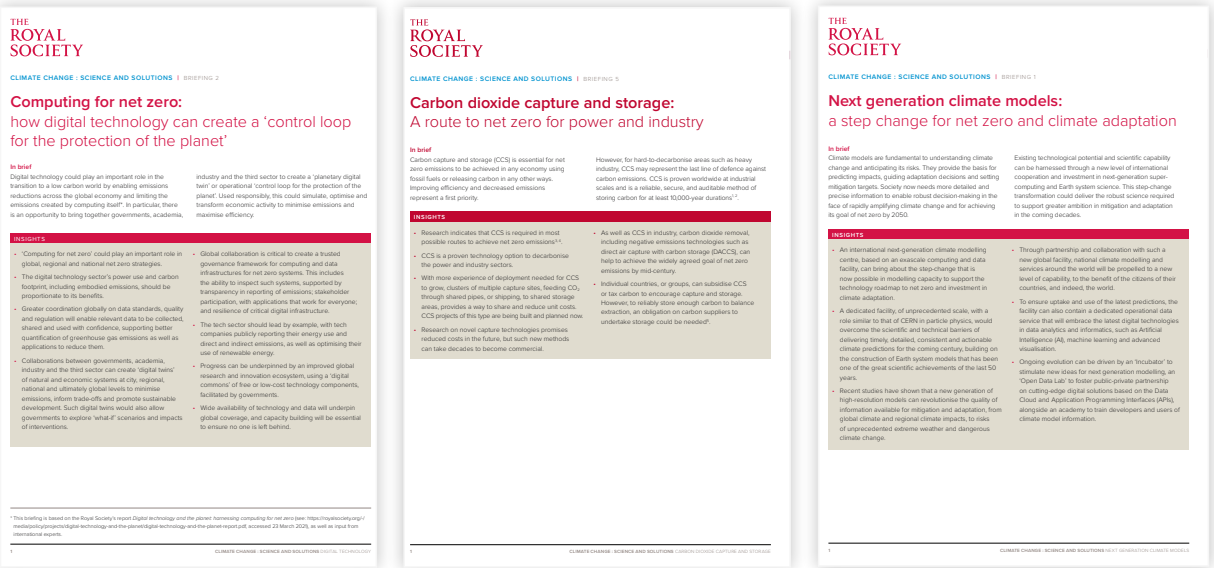 THE
ROYAL
SOCIETY
CLIMATE CHANGE : SCIENCE AND SOLUTIONS | BRIEFING 2
Computing for net zero:
how digital technology can create a ‘control loop
for the protection of the planet’
In brief
Digital technology could play an important role in the
transition to a low carbon world by enabling emissions
reductions across the global economy and limiting the
emissions created by computing itself*. In particular, there
is an opportunity to bring together governments, academia,
industry and the third sector to create a ‘planetary digital
twin’ or operational ‘control loop for the protection of the
planet’. Used responsibly, this could simulate, optimise and
transform economic activity to minimise emissions and
maximise efficiency.
INSIGHTS
• ‘Computing for net zero’ could play an important role in
global, regional and national net zero strategies.
• The digital technology sector’s power use and carbon
footprint, including embodied emissions, should be
proportionate to its benefits.
• Greater coordination globally on data standards, quality
and regulation will enable relevant data to be collected,
shared and used with confidence, supporting better
quantification of greenhouse gas emissions as well as
applications to reduce them.
• Collaborations between governments, academia,
industry and the third sector can create ‘digital twins’
of natural and economic systems at city, regional,
national and ultimately global levels to minimise
emissions, inform trade-offs and promote sustainable
development. Such digital twins would also allow
governments to explore ‘what-if’ scenarios and impacts
of interventions.
• Global collaboration is critical to create a trusted
governance framework for computing and data
infrastructures for net zero systems. This includes
the ability to inspect such systems, supported by
transparency in reporting of emissions; stakeholder
participation, with applications that work for everyone;
and resilience of critical digital infrastructure.
• The tech sector should lead by example, with tech
companies publicly reporting their energy use and
direct and indirect emissions, as well as optimising their
use of renewable energy.
• Progress can be underpinned by an improved global
research and innovation ecosystem, using a ‘digital
commons’ of free or low-cost technology components,
facilitated by governments.
• Wide availability of technology and data will underpin
global coverage, and capacity building will be essential
to ensure no one is left behind.
* This briefing is based on the Royal Society’s report Digital technology and the planet: harnessing computing for net zero (see: https://royalsociety.org/-/
media/policy/projects/digital-technology-and-the-planet/digital-technology-and-the-planet-report.pdf, accessed 23 March 2021), as well as input from
international experts.
1 CLIMATE CHANGE : SCIENCE AND SOLUTIONS DIGITAL TECHNOLOGY
THE
ROYAL
SOCIETY
CLIMATE CHANGE : SCIENCE AND SOLUTIONS | BRIEFING 5
Carbon dioxide capture and storage:
A route to net zero for power and industry
In brief
Carbon capture and storage (CCS) is essential for net
zero emissions to be achieved in any economy using
fossil fuels or releasing carbon in any other ways.
Improving efficiency and decreased emissions
represent a first priority.
However, for hard-to-decarbonise areas such as heavy
industry, CCS may represent the last line of defence against
carbon emissions. CCS is proven worldwide at industrial
scales and is a reliable, secure, and auditable method of
storing carbon for at least 10,000-year durations¹˒².
INSIGHTS
• Research indicates that CCS is required in most
possible routes to achieve net zero emissions³˒⁴.
• CCS is a proven technology option to decarbonise
the power and industry sectors.
• With more experience of deployment needed for CCS
to grow, clusters of multiple capture sites, feeding CO₂
through shared pipes, or shipping, to shared storage
areas, provides a way to share and reduce unit costs.
CCS projects of this type are being built and planned now.
• Research on novel capture technologies promises
reduced costs in the future, but such new methods
can take decades to become commercial.
• As well as CCS in industry, carbon dioxide removal,
including negative emissions technologies such as
direct air capture with carbon storage (DACCS), can
help to achieve the widely agreed goal of net zero
emissions by mid-century.
• Individual countries, or groups, can subsidise CCS
or tax carbon to encourage capture and storage.
However, to reliably store enough carbon to balance
extraction, an obligation on carbon suppliers to
undertake storage could be needed⁵.
1 CLIMATE CHANGE : SCIENCE AND SOLUTIONS CARBON DIOXIDE CAPTURE AND STORAGE
THE
ROYAL
SOCIETY
CLIMATE CHANGE : SCIENCE AND SOLUTIONS | BRIEFING 1
Next generation climate models:
a step change for net zero and climate adaptation
In brief
Climate models are fundamental to understanding climate
change and anticipating its risks. They provide the basis for
predicting impacts, guiding adaptation decisions and setting
mitigation targets. Society now needs more detailed and
precise information to enable robust decision-making in the
face of rapidly amplifying climate change and for achieving
its goal of net zero by 2050.
Existing technological potential and scientific capability
can be harnessed through a new level of international
cooperation and investment in next-generation super-
computing and Earth system science. This step-change
transformation could deliver the robust science required
to support greater ambition in mitigation and adaptation
in the coming decades.
INSIGHTS
• An international next-generation climate modelling
centre, based on an exascale computing and data
facility, can bring about the step-change that is
now possible in modelling capacity to support the
technology roadmap to net zero and investment in
climate adaptation.
• A dedicated facility, of unprecedented scale, with a
role similar to that of CERN in particle physics, would
overcome the scientific and technical barriers of
delivering timely, detailed, consistent and actionable
climate predictions for the coming century, building on
the construction of Earth system models that has been
one of the great scientific achievements of the last 50
years.
• Recent studies have shown that a new generation of
high-resolution models can revolutionise the quality of
information available for mitigation and adaptation, from
global climate and regional climate impacts, to risks
of unprecedented extreme weather and dangerous
climate change.
• Through partnership and collaboration with such a
new global facility, national climate modelling and
services around the world will be propelled to a new
level of capability, to the benefit of the citizens of their
countries, and indeed, the world.
• To ensure uptake and use of the latest predictions, the
facility can also contain a dedicated operational data
service that will embrace the latest digital technologies
in data analytics and informatics, such as Artificial
Intelligence (AI), machine learning and advanced
visualisation.
• Ongoing evolution can be driven by an ‘Incubator’ to
stimulate new ideas for next generation modelling, an
‘Open Data Lab’ to foster public-private partnership
on cutting-edge digital solutions based on the Data
Cloud and Application Programming Interfaces (APIs),
alongside an academy to train developers and users of
climate model information.
1 CLIMATE CHANGE : SCIENCE AND SOLUTIONS NEXT GENERATION CLIMATE MODELS